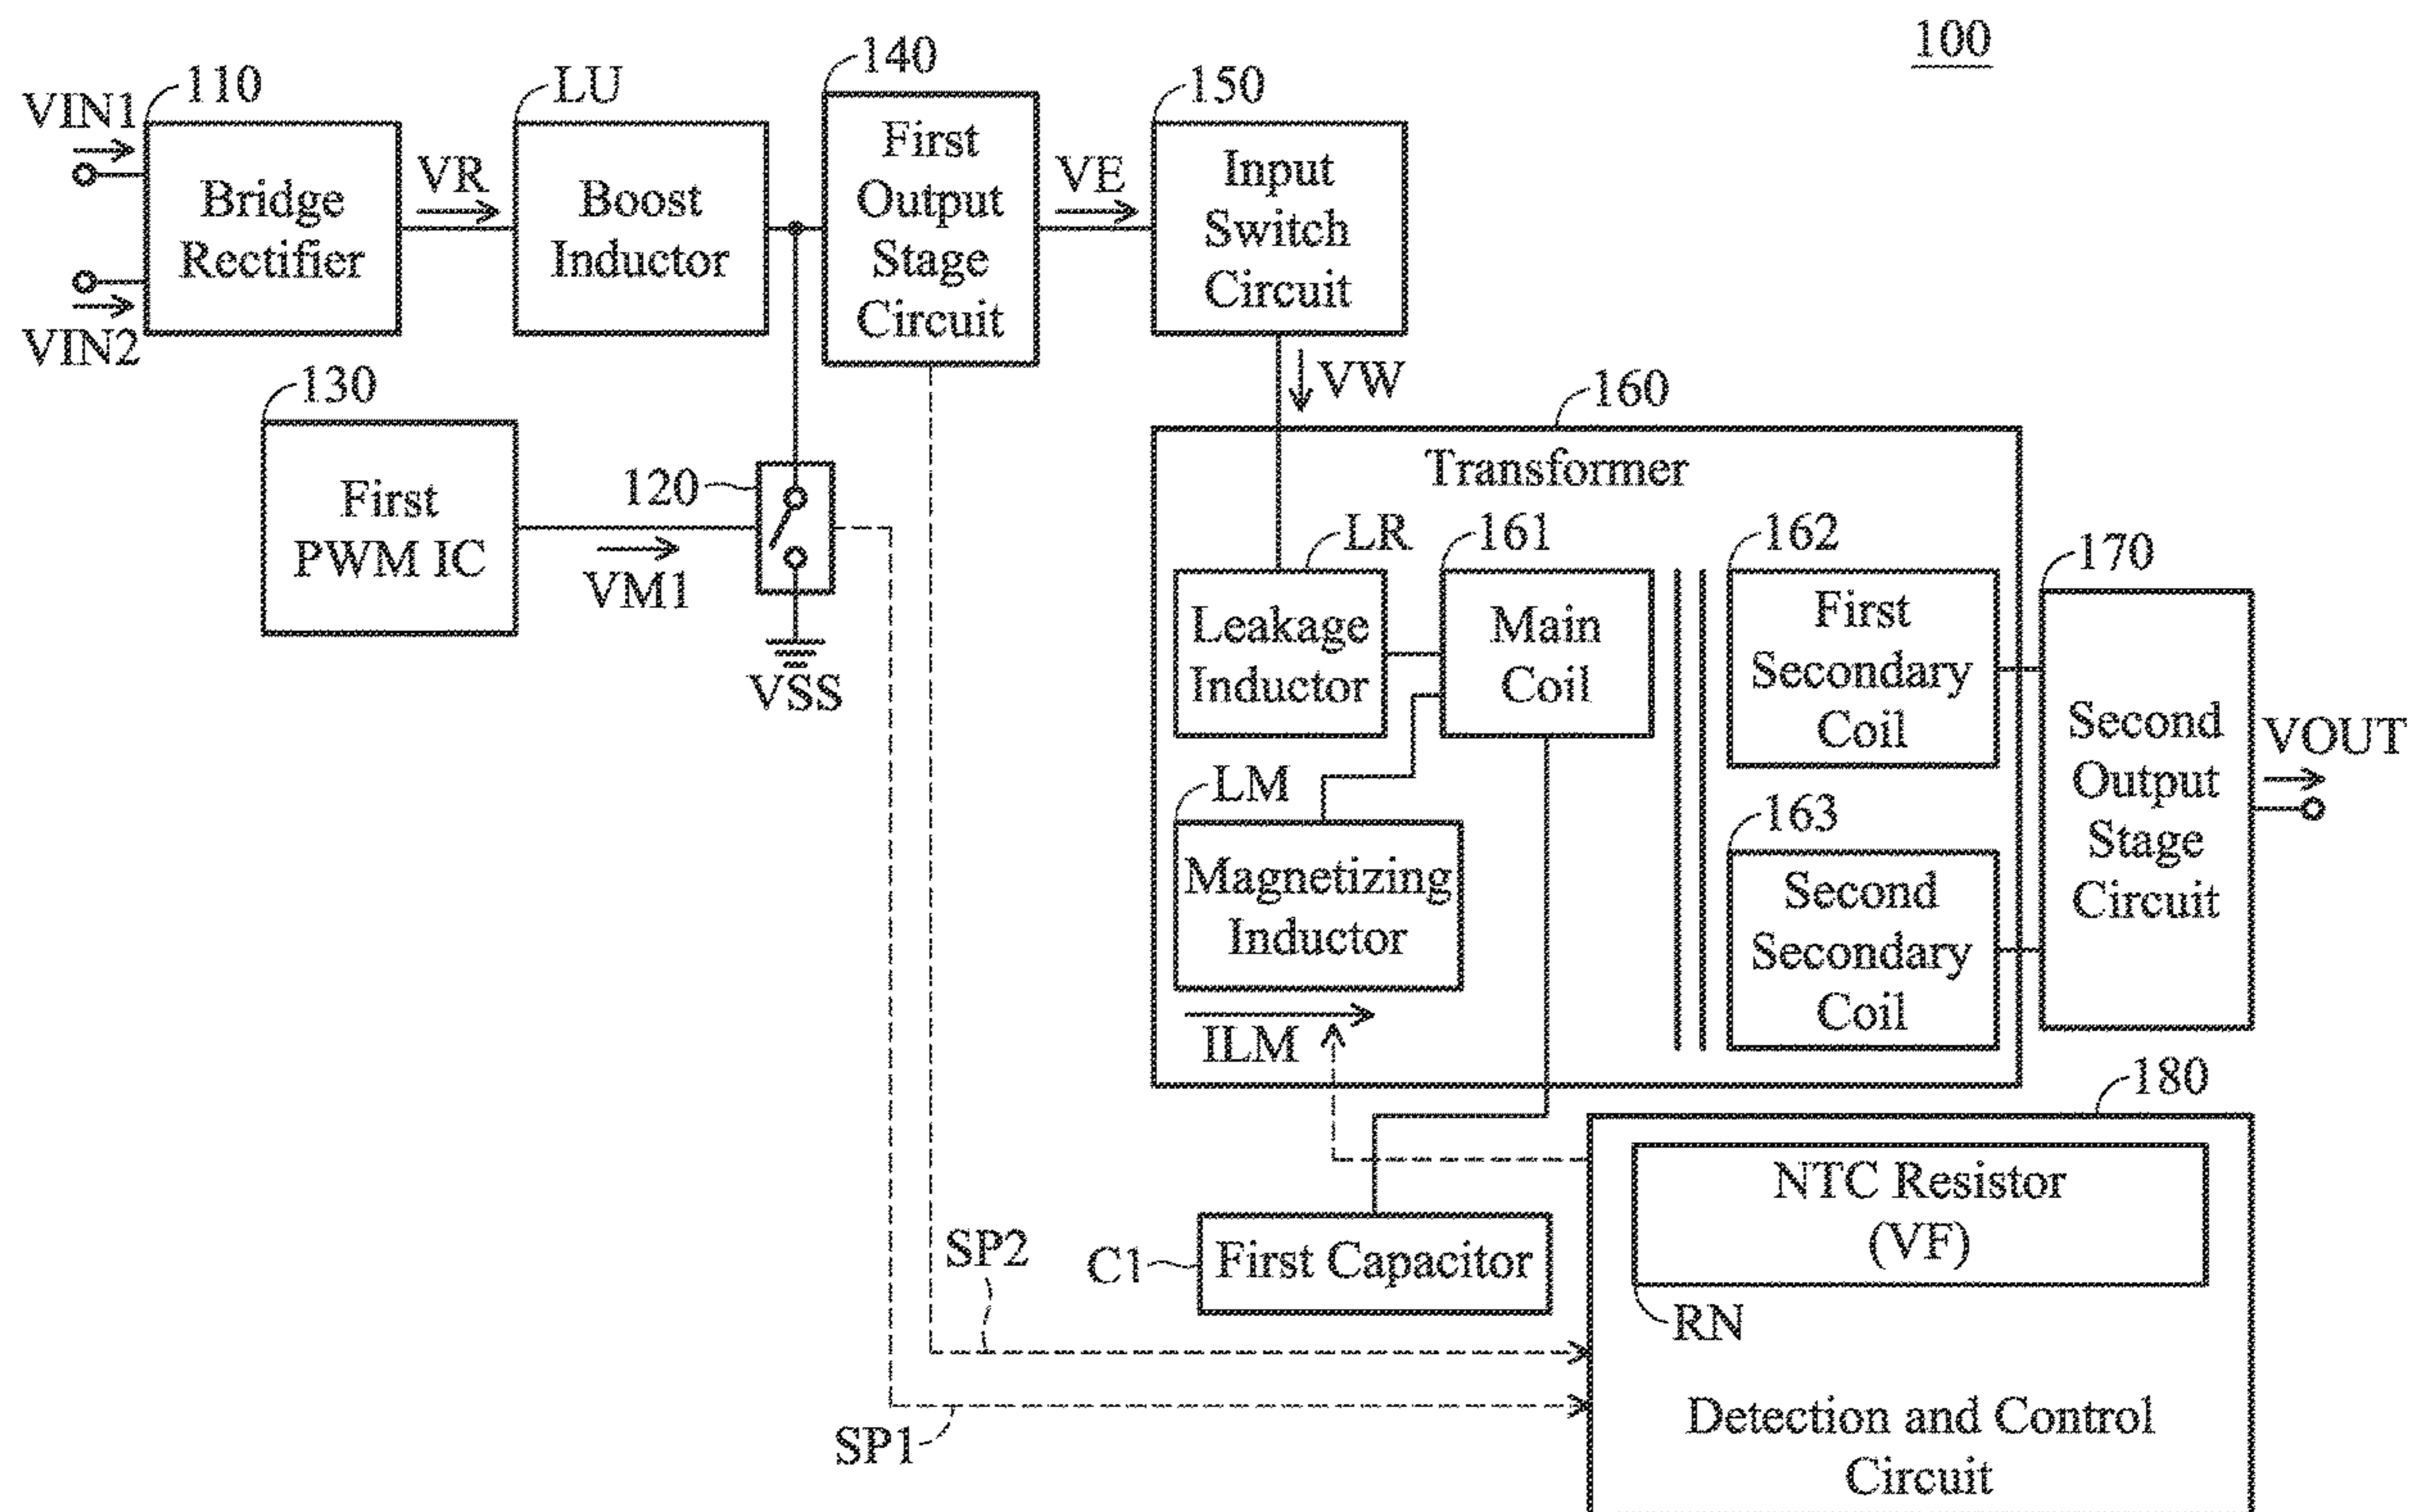 100
VIN1
VIN2
110
Bridge
Rectifier
VR
LU
Boost
Inductor
140
First
Output
Stage
Circuit
VE
150
Input
Switch
Circuit
VW
130
First
PWM IC
VM1
120
VSS
160
Transformer
LR
Leakage
Inductor
161
Main
Coil
162
First
Secondary
Coil
170
Second
Output
Stage
Circuit
VOUT
LM
Magnetizing
Inductor
ILM
163
Second
Secondary
Coil
180
NTC Resistor
(VF)
RN
Detection and Control
Circuit
C1
First Capacitor
SP2
SP1